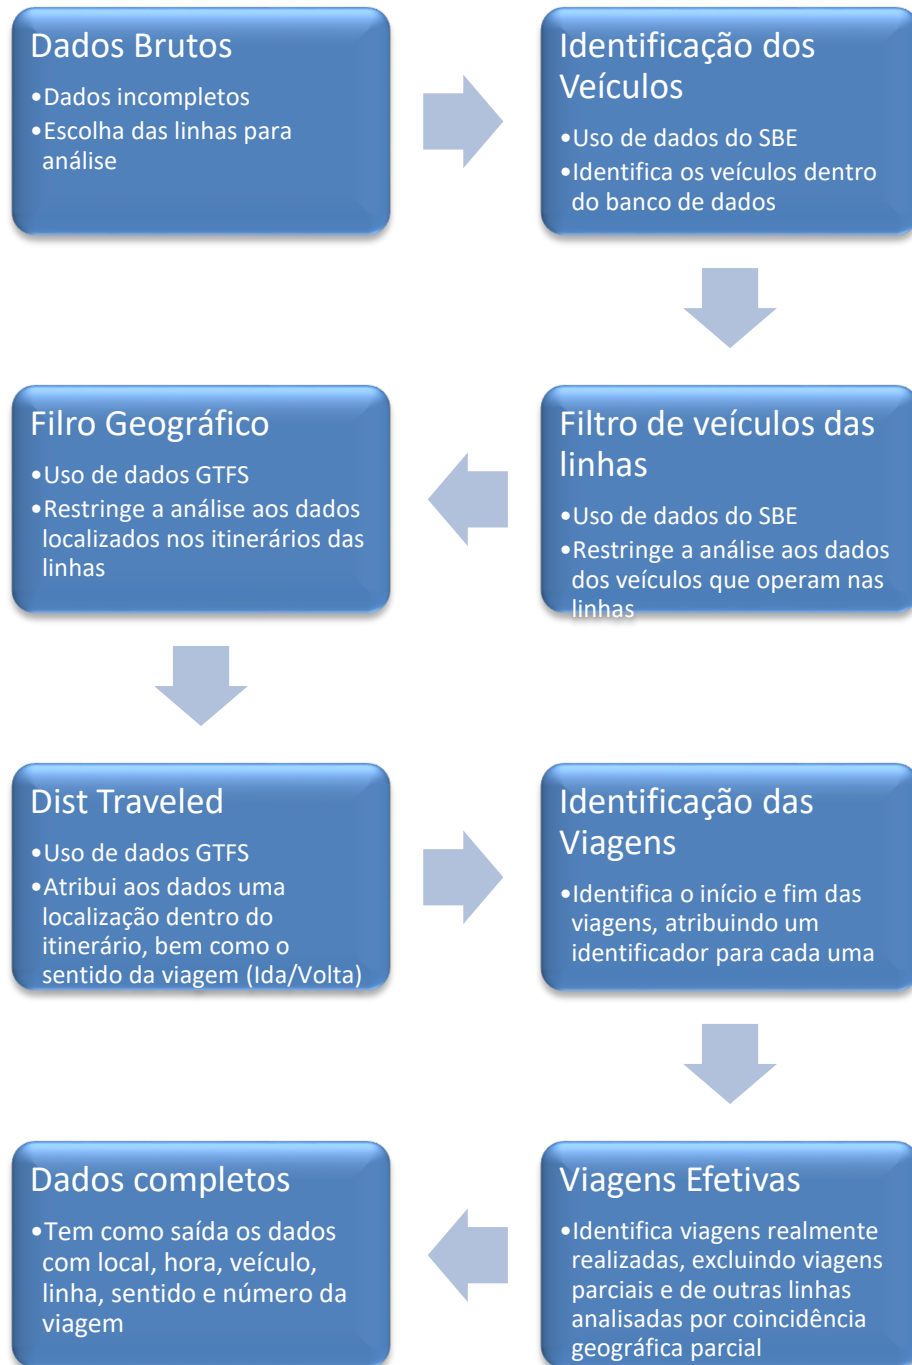 Dados Brutos
•Dados incompletos
•Escolha das linhas para
análise
Identificação dos
Veículos
•Uso de dados do SBE
•Identifica os veículos dentro
do banco de dados
Filtro de veículos das
linhas
•Uso de dados do SBE
•Restringe a análise aos dados
dos veículos que operam nas
linhas
Filro Geográfico
•Uso de dados GTFS
•Restringe a análise aos dados
localizados nos itinerários das
linhas
Dist Traveled
•Uso de dados GTFS
•Atribui aos dados uma
localização dentro do
itinerário, bem como o
sentido da viagem (Ida/Volta)
Identificação das
Viagens
•Identifica o início e fim das
viagens, atribuindo um
identificador para cada uma
Viagens Efetivas
•Identifica viagens realmente
realizadas, excluindo viagens
parciais e de outras linhas
analisadas por coincidência
geográfica parcial
Dados completos
•Tem como saída os dados
com local, hora, veículo,
linha, sentido e número da
viagem